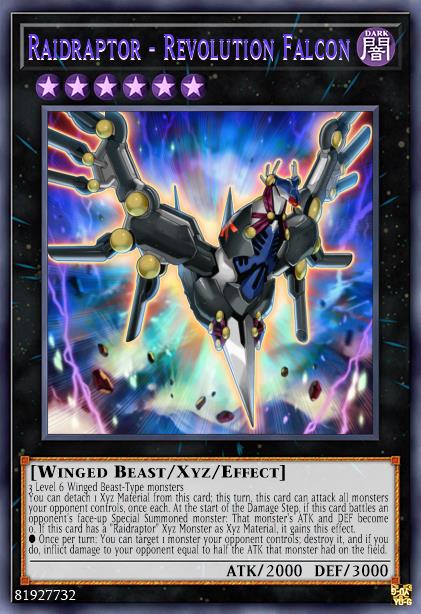 RAIDRAPTOR - REVOLUTION FALCON
DARK
闇
[WINGED BEAST/XYZ/EFFECT]
3 Level 6 Winged Beast-Type monsters
You can detach 1 Xyz Material from this card; this turn, this card can attack all monsters
your opponent controls, once each. At the start of the Damage Step, if this card battles an
opponent's face-up Special Summoned monster: That monster's ATK and DEF become
0. If this card has a "Raidraptor" Xyz Monster as Xyz Material, it gains this effect.
● Once per turn: You can target 1 monster your opponent controls; destroy it, and if you
do, inflict damage to your opponent equal to half the ATK that monster had on the field.
ATK/2000 DEF/3000
81927732